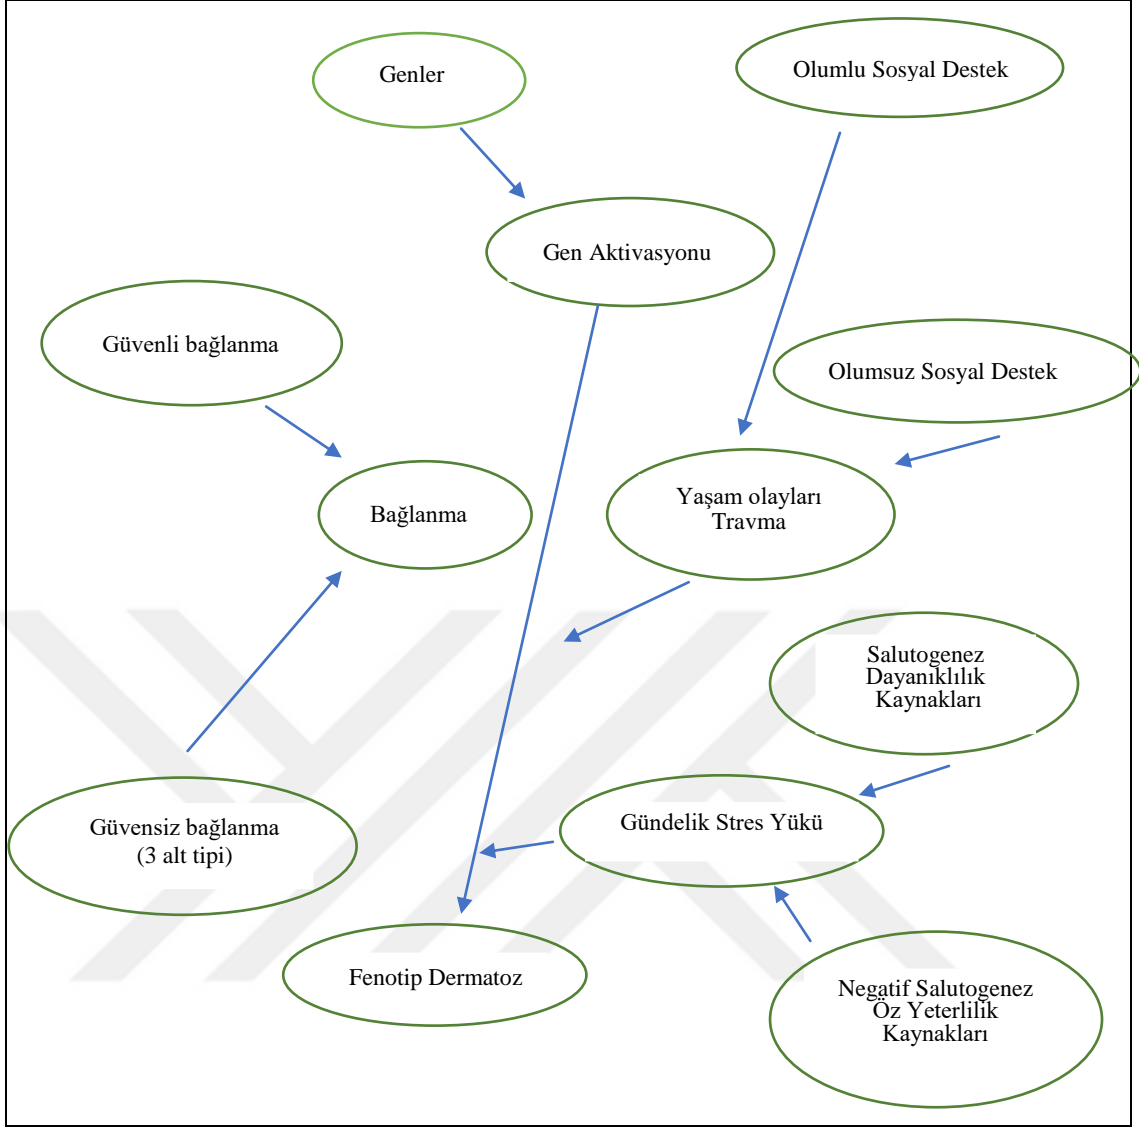 Genler
Olumlu Sosyal Destek
Gen Aktivasyonu
Güvenli bağlanma
Olumsuz Sosyal Destek
Bağlanma
Yaşam olayları
Travma
Salutogenez
Dayanıklılık
Kaynakları
Güvensiz bağlanma
(3 alt tipi)
Gündelik Stres Yükü
Fenotip Dermatoz
Negatif Salutogenez
Öz Yeterlilik
Kaynakları